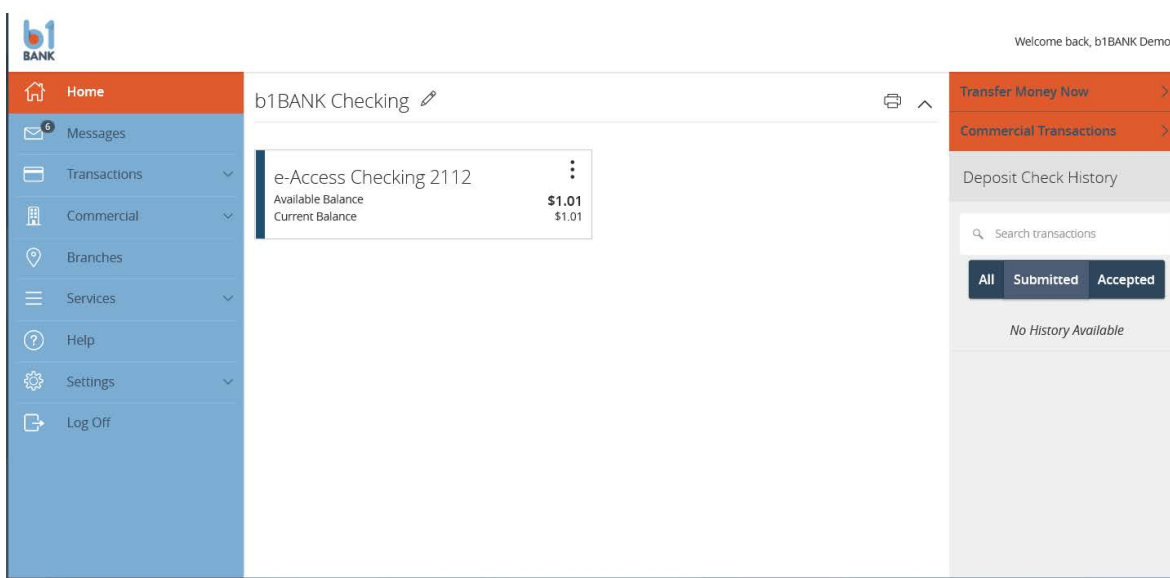 b1
BANK
Welcome back, b1BANK Demo
Home
6
Messages
Transactions
Commercial
Branches
Services
Help
Settings
Log Off
b1BANK Checking
e-Access Checking 2112
Available Balance $1.01
Current Balance $1.01
Transfer Money Now
Commercial Transactions
Deposit Check History
Search transactions
All Submitted Accepted
No History Available